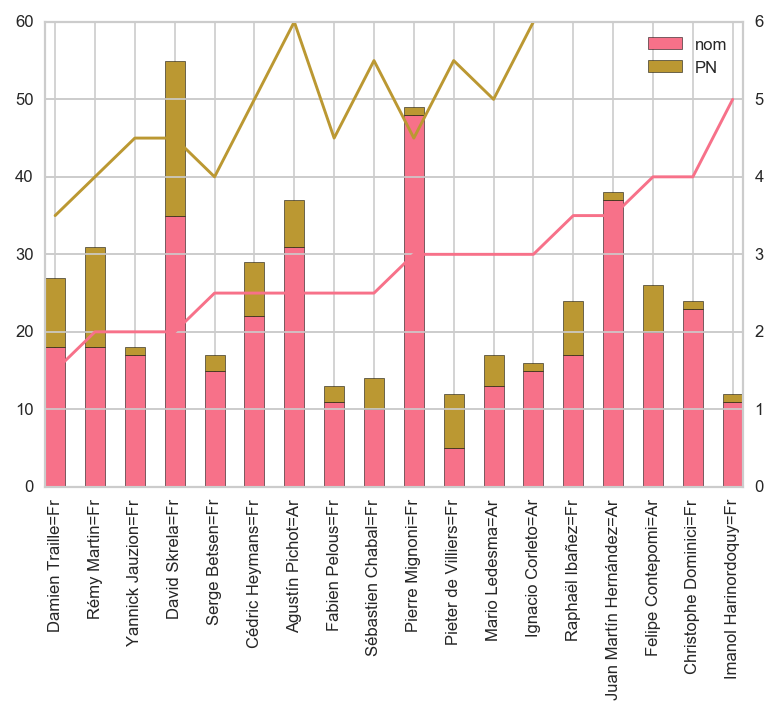 60
50
40
30
20
10
0
6
5
4
3
2
1
0
nom
PN
Damien Traille=Fr
Rémy Martin=Fr
Yannick Jauzion=Fr
David Skrela=Fr
Serge Betsen=Fr
Cédric Heymans=Fr
Agustín Pichot=Ar
Fabien Pelous=Fr
Sébastien Chabal=Fr
Pierre Mignoni=Fr
Pieter de Villiers=Fr
Mario Ledesma=Ar
Ignacio Corleto=Ar
Raphaël Ibañez=Fr
Juan Martín Hernández=Ar
Felipe Contepomi=Ar
Christophe Dominici=Fr
Imanol Harinordoquy=Fr